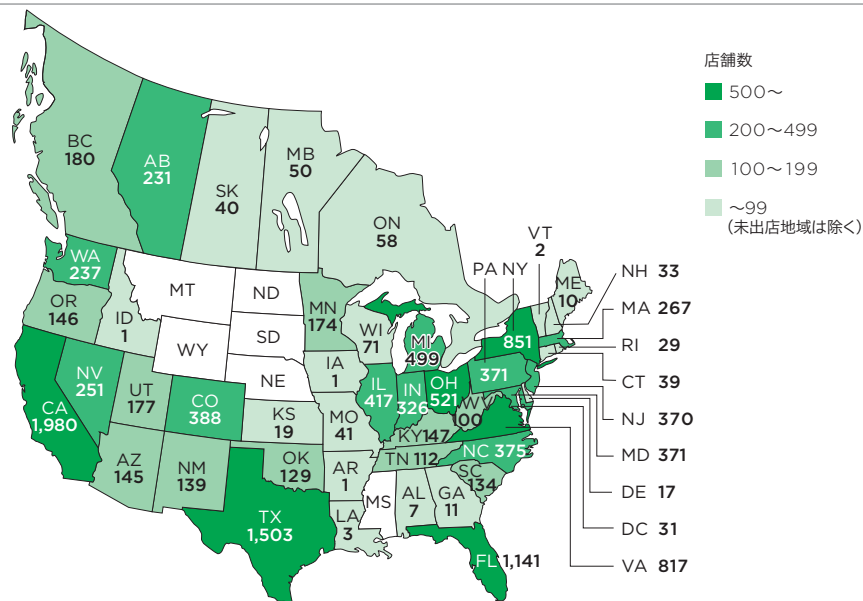 店舗数
500〜
200〜499
100〜199
〜99
(未出店地域は除く)
BC
180
AB
231
SK
40
MB
50
ON
58
WA
237
OR
146
ID
1
MT
ND
SD
WY
NE
MN
174
WI
71
MI
499
IA
1
IL
417
IN
326
OH
521
PA
371
NY
851
VT
2
ME
10
NH 33
MA 267
RI 29
CT 39
NJ 370
MD 371
DE 17
DC 31
VA 817
CA
1,980
NV
251
UT
177
CO
388
KS
19
MO
41
KY147
WV
100
AZ
145
NM
139
OK
129
AR
1
TN 112
NC 375
SC
134
TX
1,503
LA
3
MS
AL
7
GA
11
FL 1,141